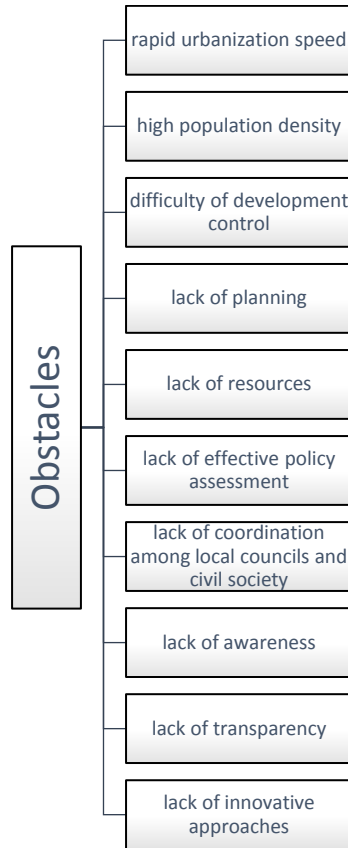 Obstacles
rapid urbanization speed
high population density
difficulty of development
control
lack of planning
lack of resources
lack of effective policy
assessment
lack of coordination
among local councils and
civil society
lack of awareness
lack of transparency
lack of innovative
approaches